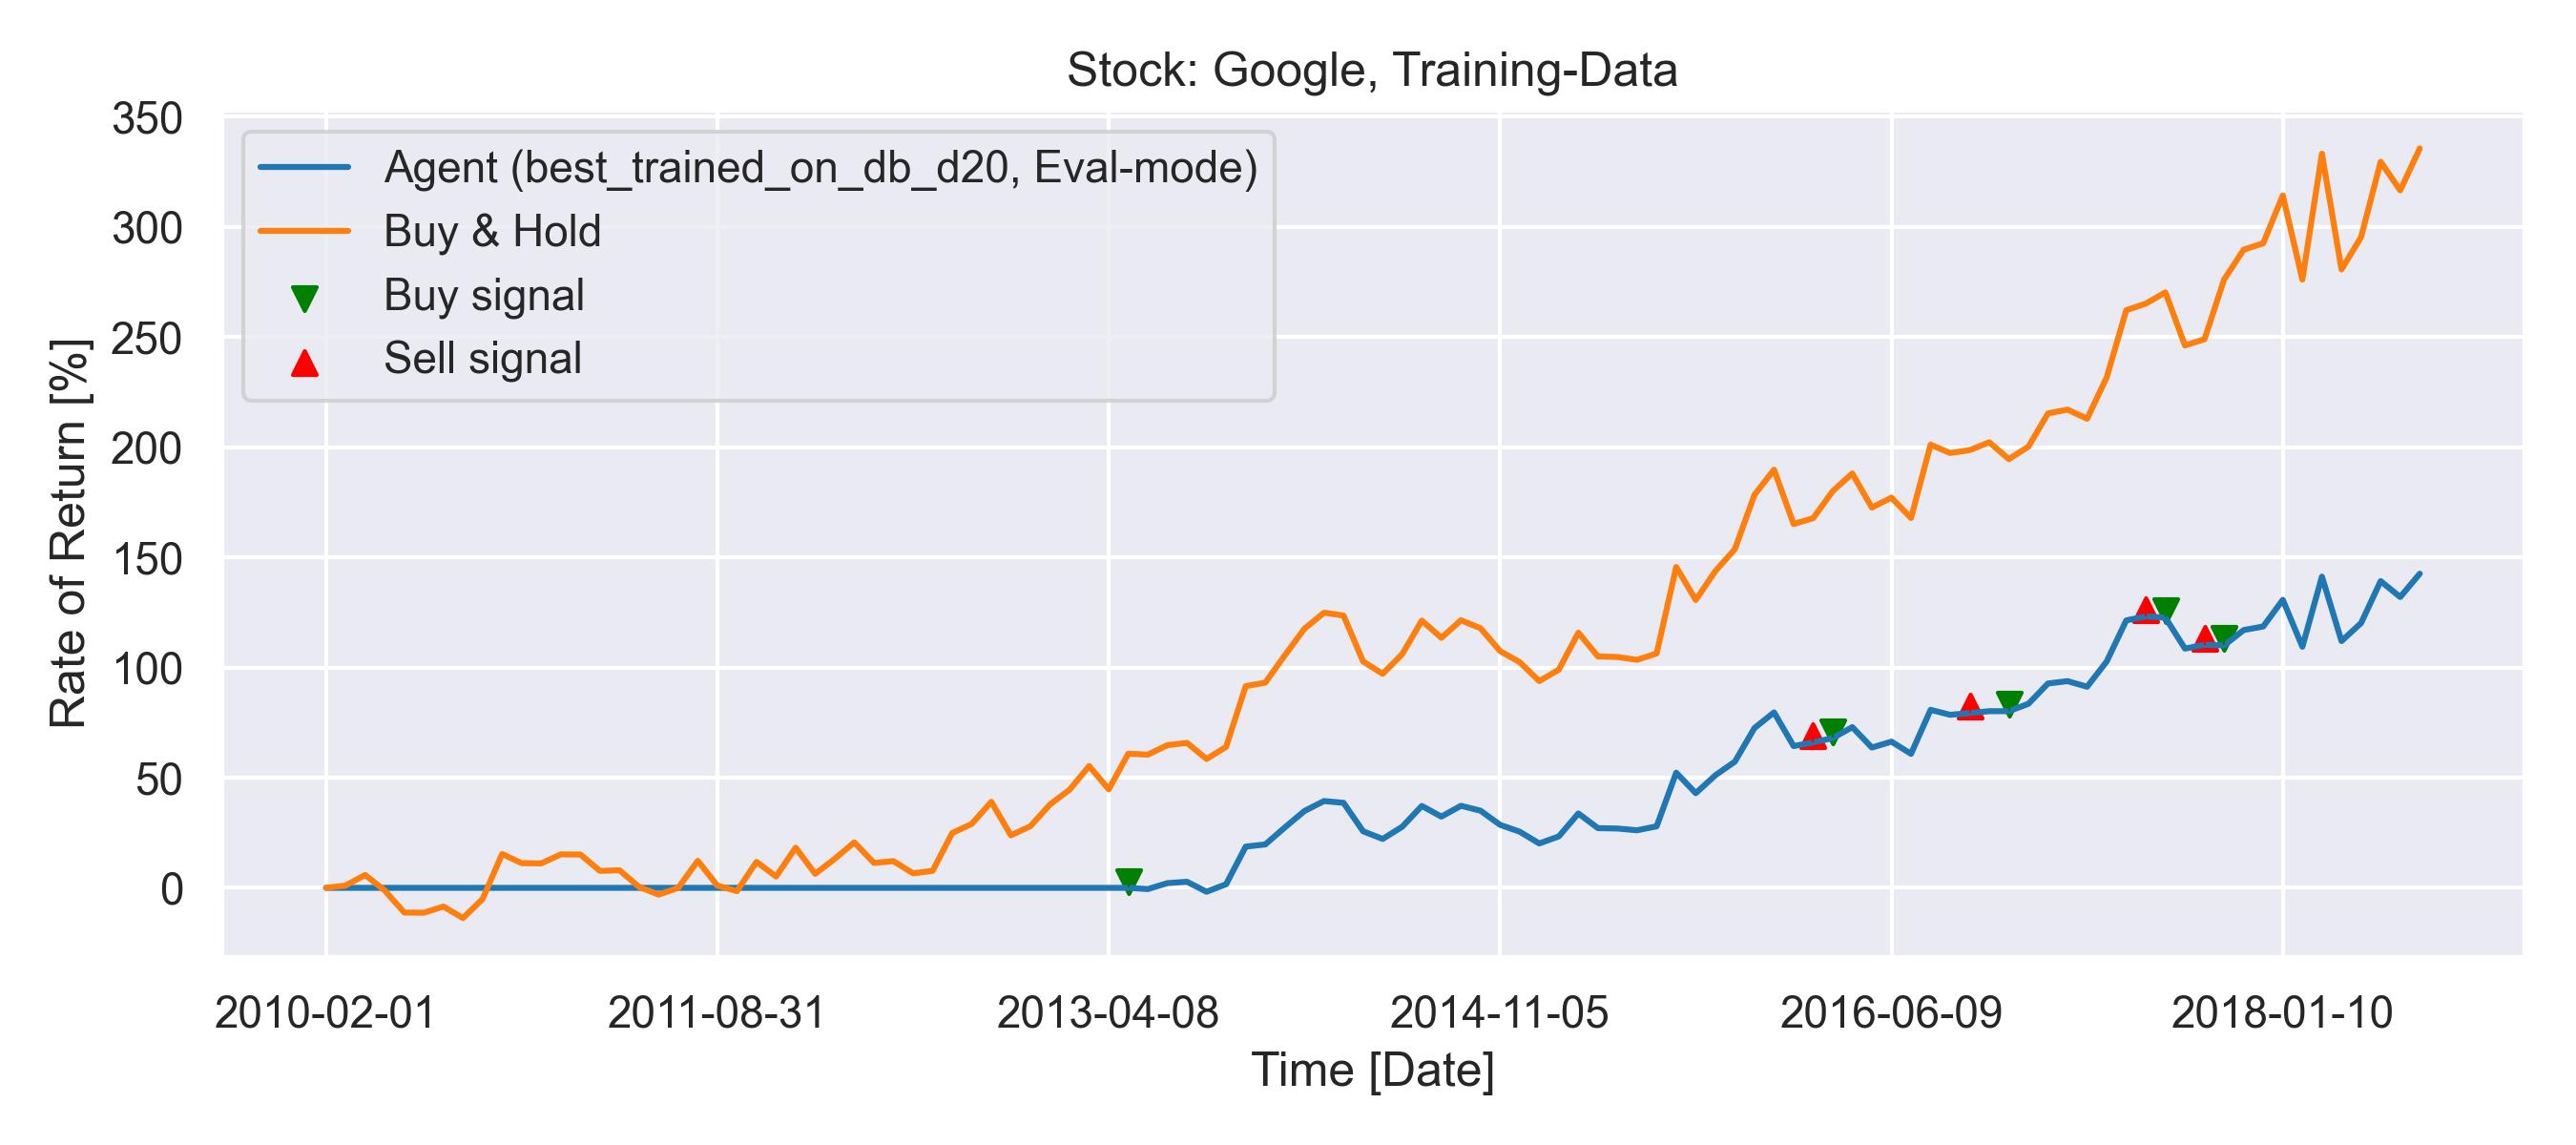 Stock: Google, Training-Data
Rate of Return [%]
350
300
250
200
150
100
50
0
Agent (best_trained_on_db_d20, Eval-mode)
Buy & Hold
Buy signal
Sell signal
2010-02-01 2011-08-31 2013-04-08 2014-11-05 2016-06-09 2018-01-10
Time [Date]